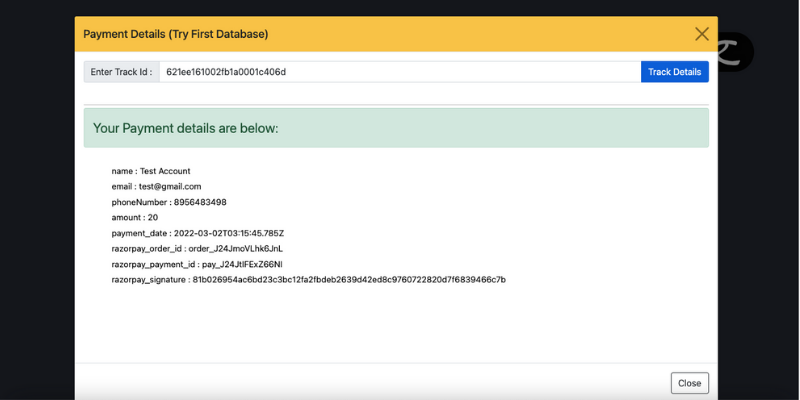 Payment Details (Try First Database)
Enter Track Id : 621ee161002fb1a0001c406d Track Details
Your Payment details are below:
name : Test Account
email : test@gmail.com
phoneNumber : 8956483498
amount : 20
payment_date : 2022-03-02T03:15:45.785Z
razorpay_order_id : order_J24JmoVLhk6JnL
razorpay_payment_id : pay_J24JtlFExZ66NI
razorpay_signature : 81b026954ac6bd23c3bc12fa2fbdeb2639d42ed8c9760722820d7f6839466c7b
Close